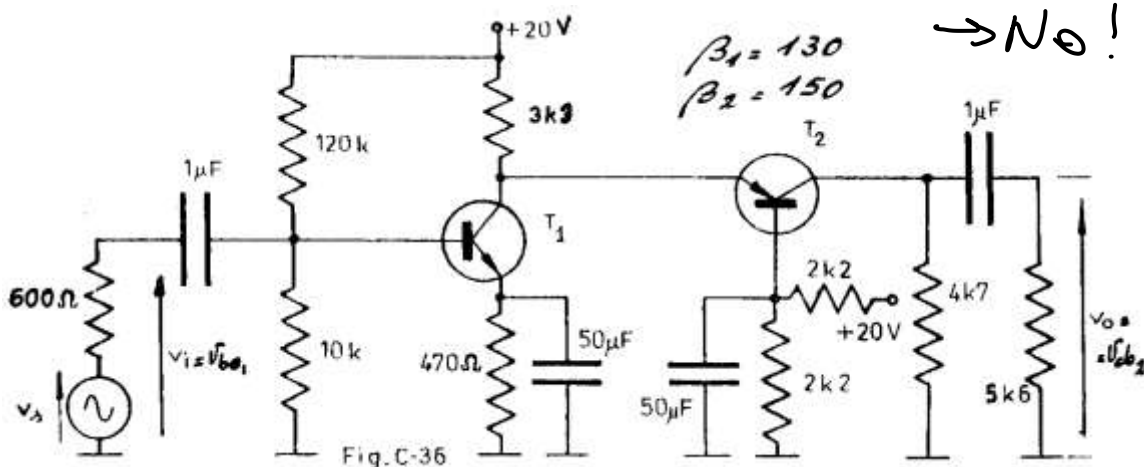 → No !
+20 V
β1 = 130
β2 = 150
3k3
120k
1µF
T2
1µF
T1
600Ω
vi = vbe1
10k
470Ω
50µF
2k2
+20V
50µF
2k2
4k7
5k6
vo =
= vcb2
vs
Fig. C-36